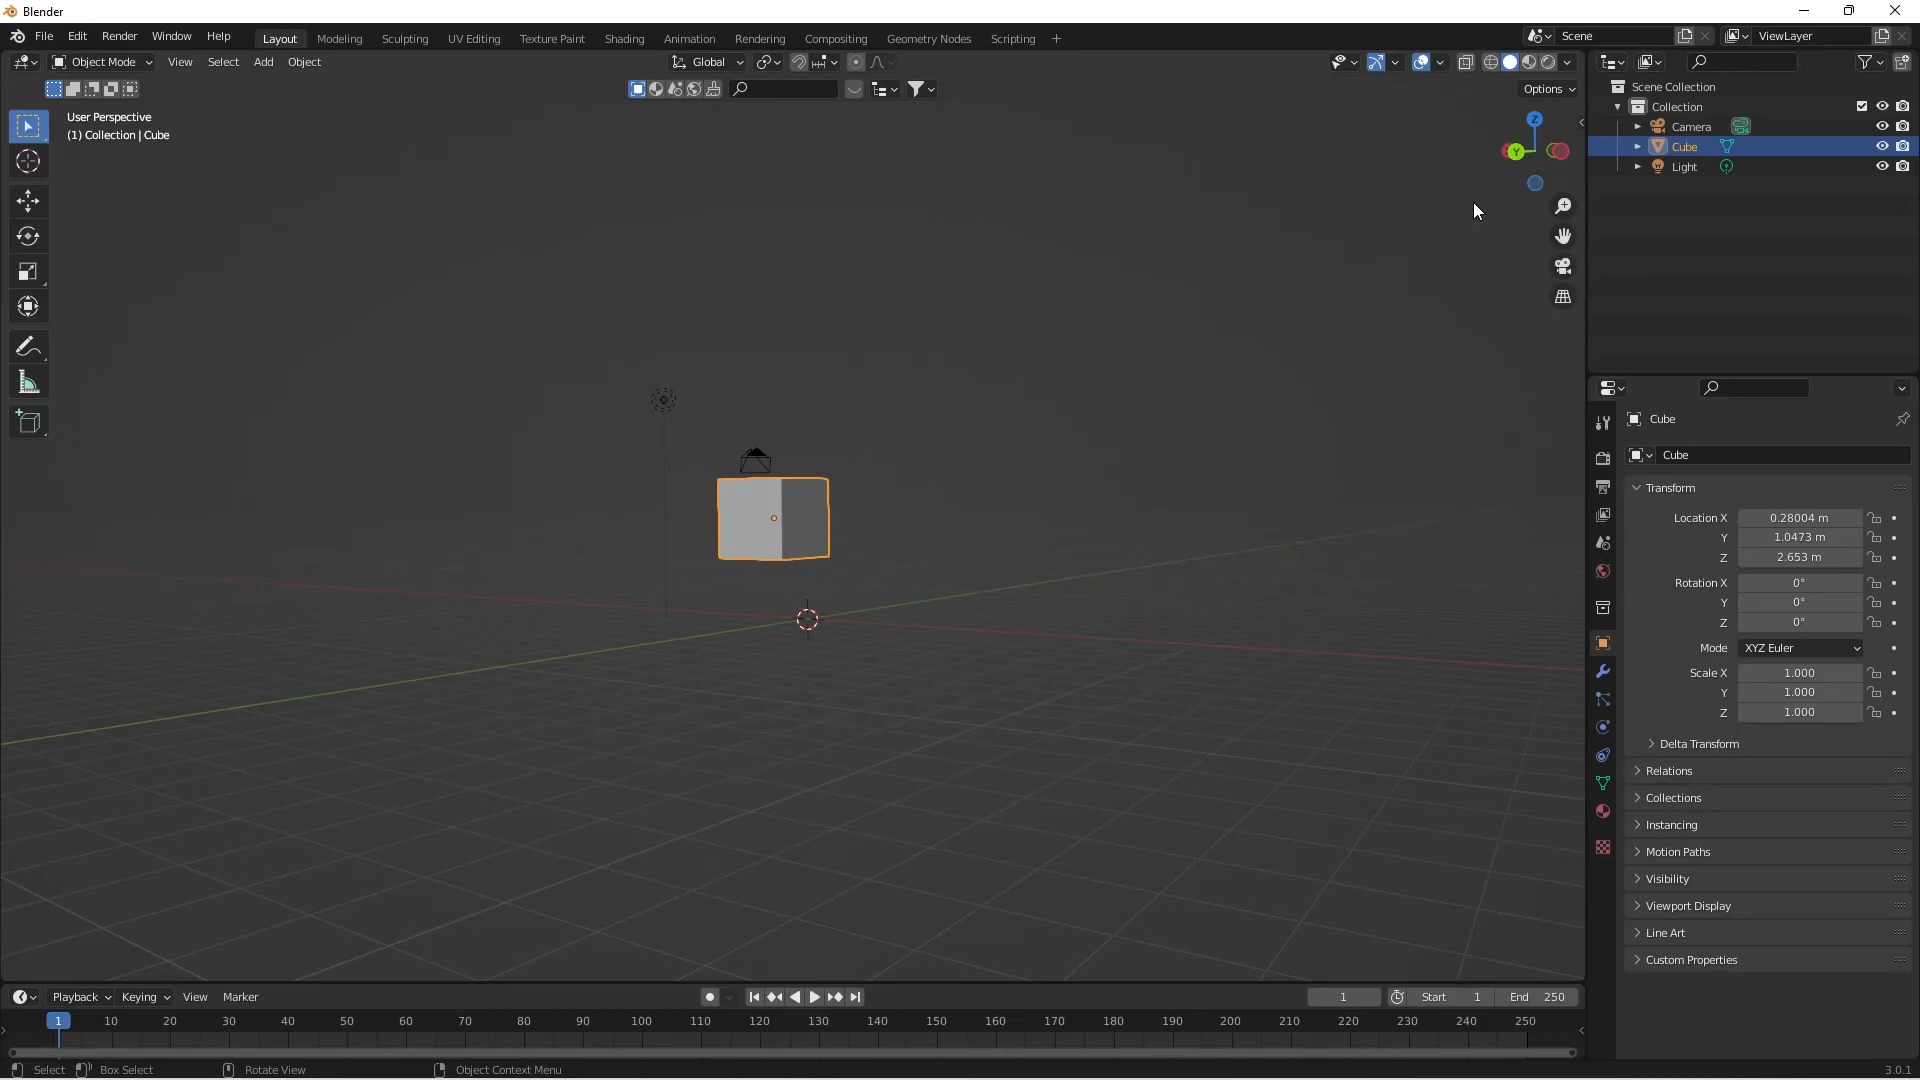 Blender
File Edit Render Window Help
Layout Modeling Sculpting UV Editing Texture Paint Shading Animation Rendering Compositing Geometry Nodes Scripting +
Scene
ViewLayer
Object Mode View Select Add Object
Global
Options
User Perspective
(1) Collection | Cube
Z
Y
Scene Collection
Collection
Camera
Cube
Light
Cube
Cube
Transform
Location X 0.28004 m
Y 1.0473 m
Z 2.653 m
Rotation X 0°
Y 0°
Z 0°
Mode XYZ Euler
Scale X 1.000
Y 1.000
Z 1.000
Delta Transform
Relations
Collections
Instancing
Motion Paths
Visibility
Viewport Display
Line Art
Custom Properties
Playback Keying View Marker
1 Start 1 End 250
1 10 20 30 40 50 60 70 80 90 100 110 120 130 140 150 160 170 180 190 200 210 220 230 240 250
Select Box Select Rotate View Object Context Menu
3.0.1